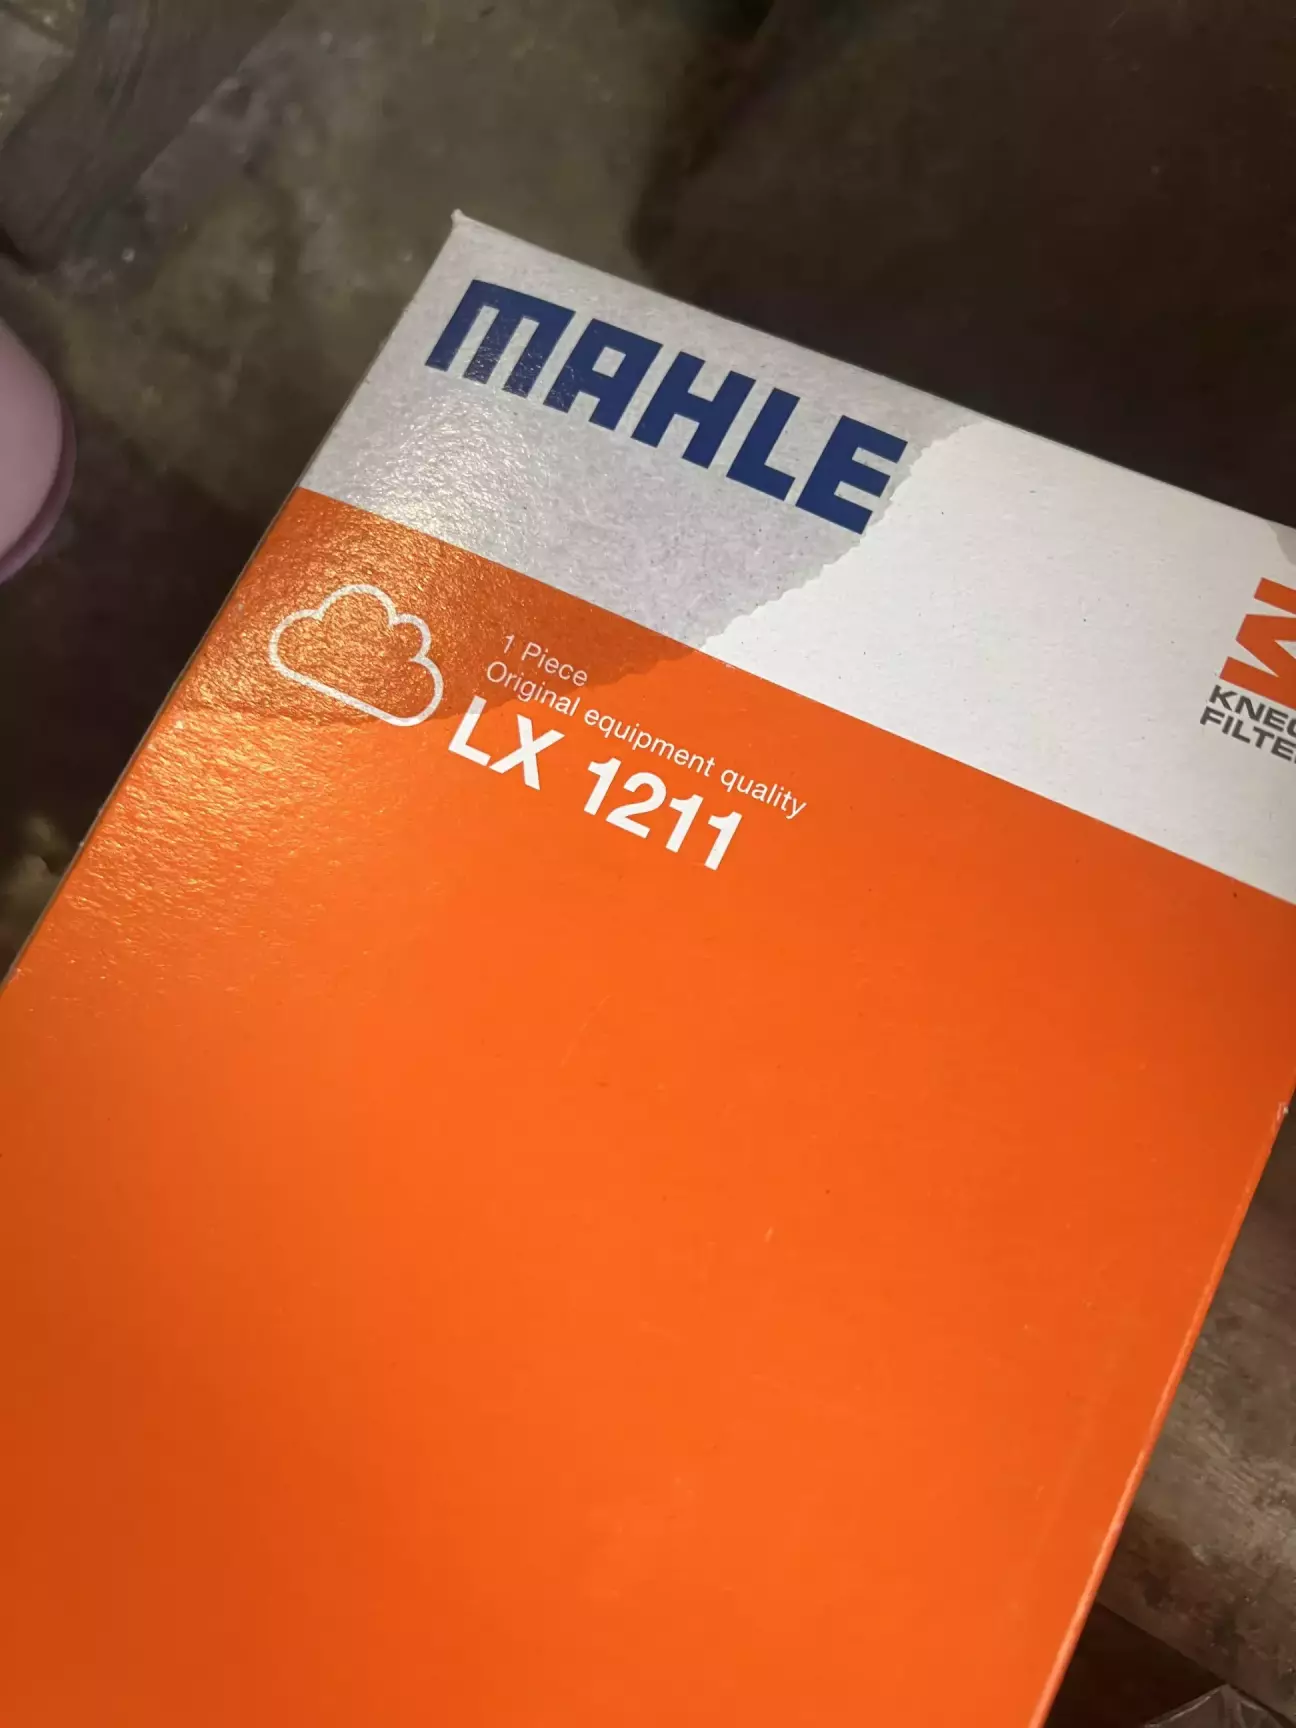 MAHLE
1 Piece
Original equipment quality
LX 1211